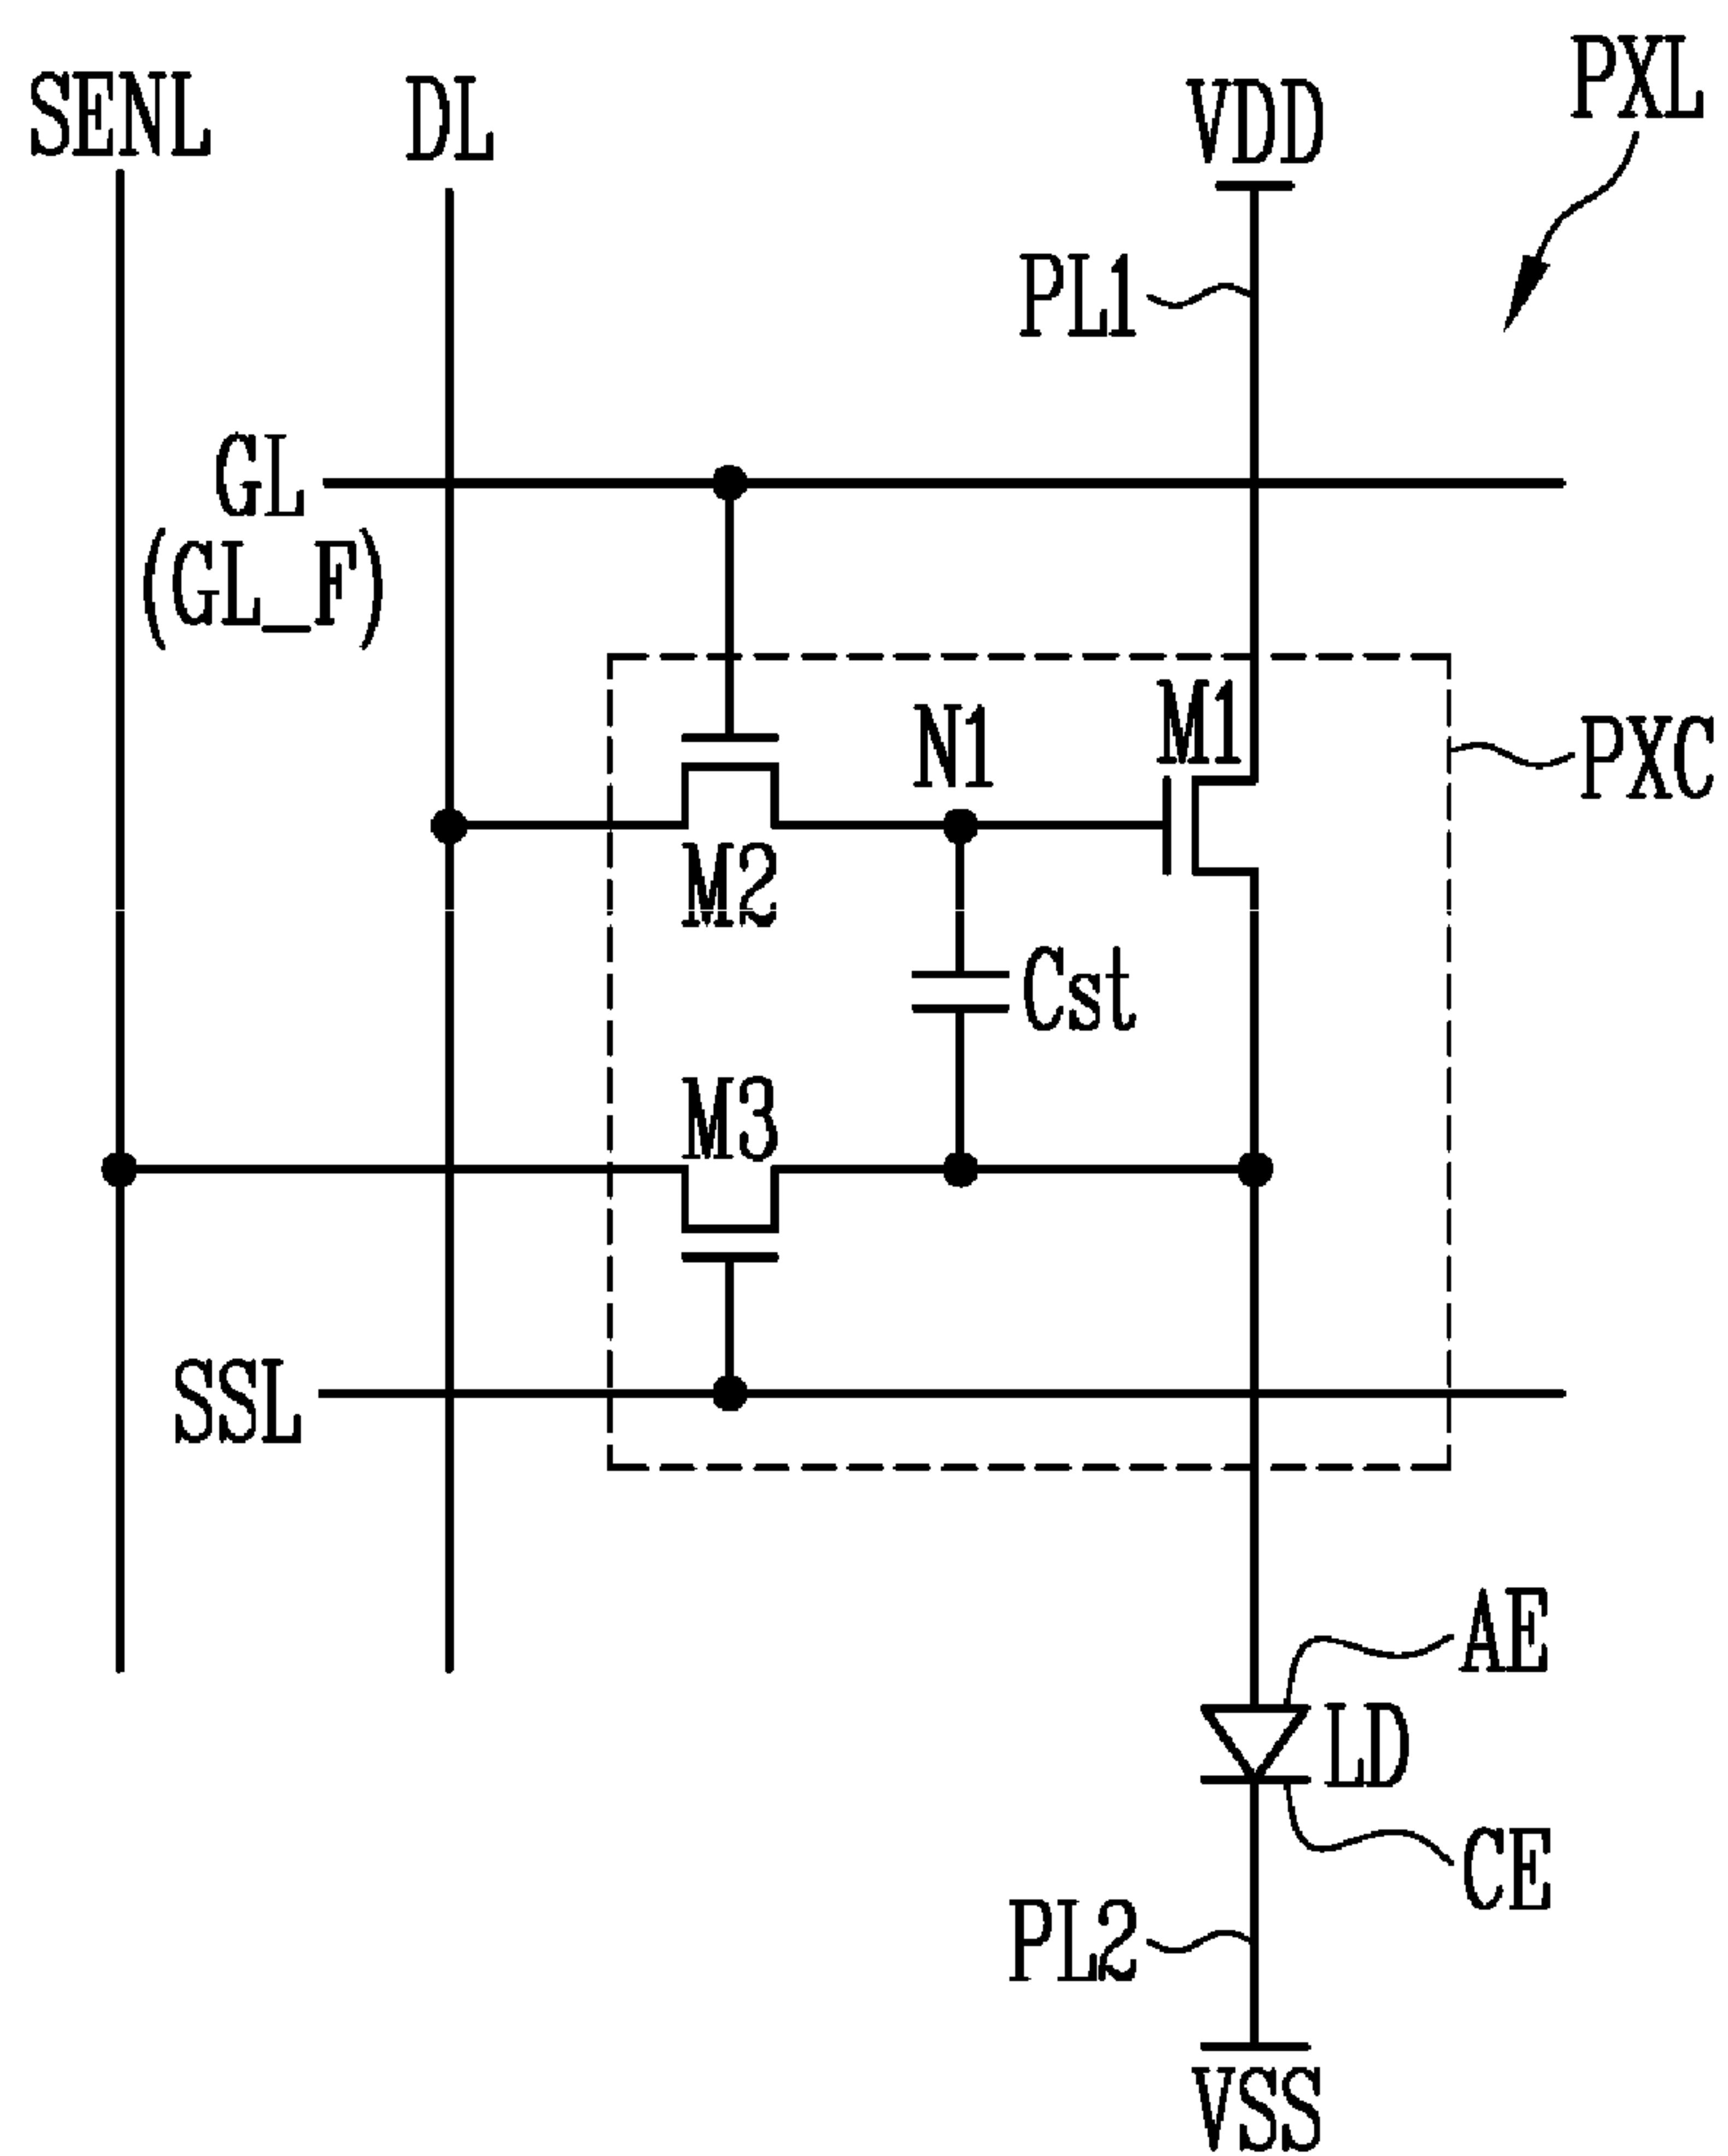 PXL
SENL
DL
VDD
PL1
GL
(GL_F)
M1
N1
PXC
M2
Cst
M3
SSL
AE
LD
CE
PL2
VSS